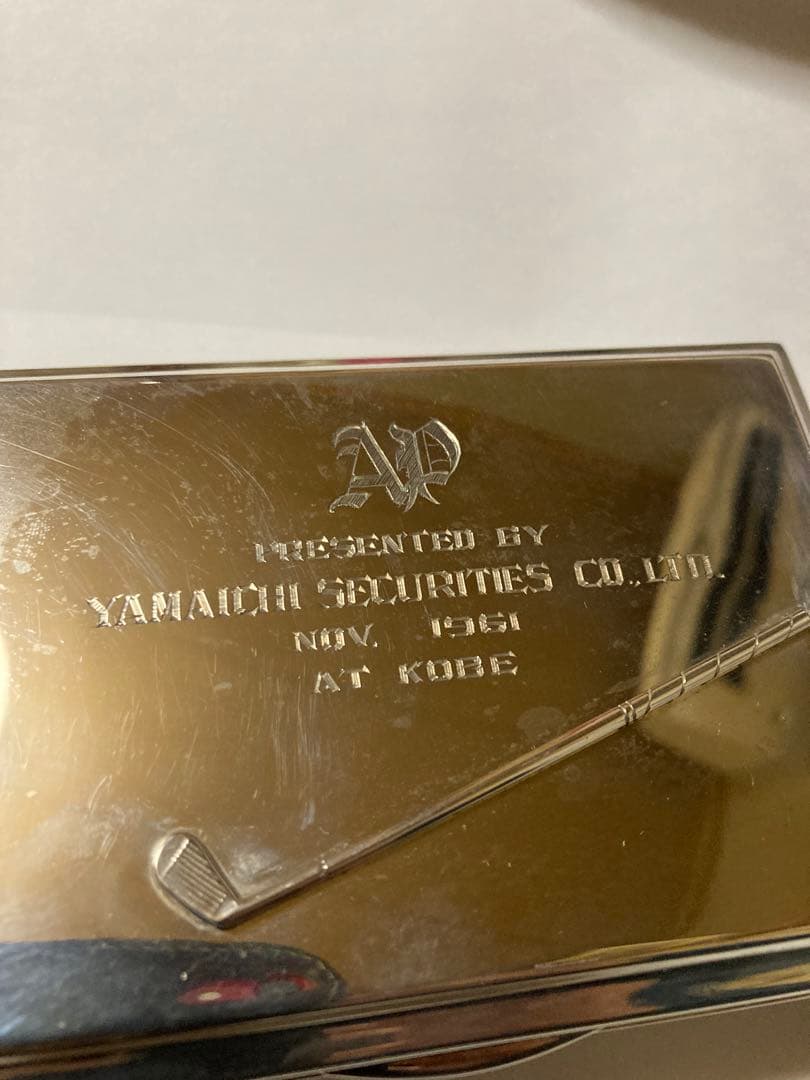 AP
PRESENTED BY
YAMAICHI SECURITIES CO., LTD.
NOV. 1961
AT KOBE